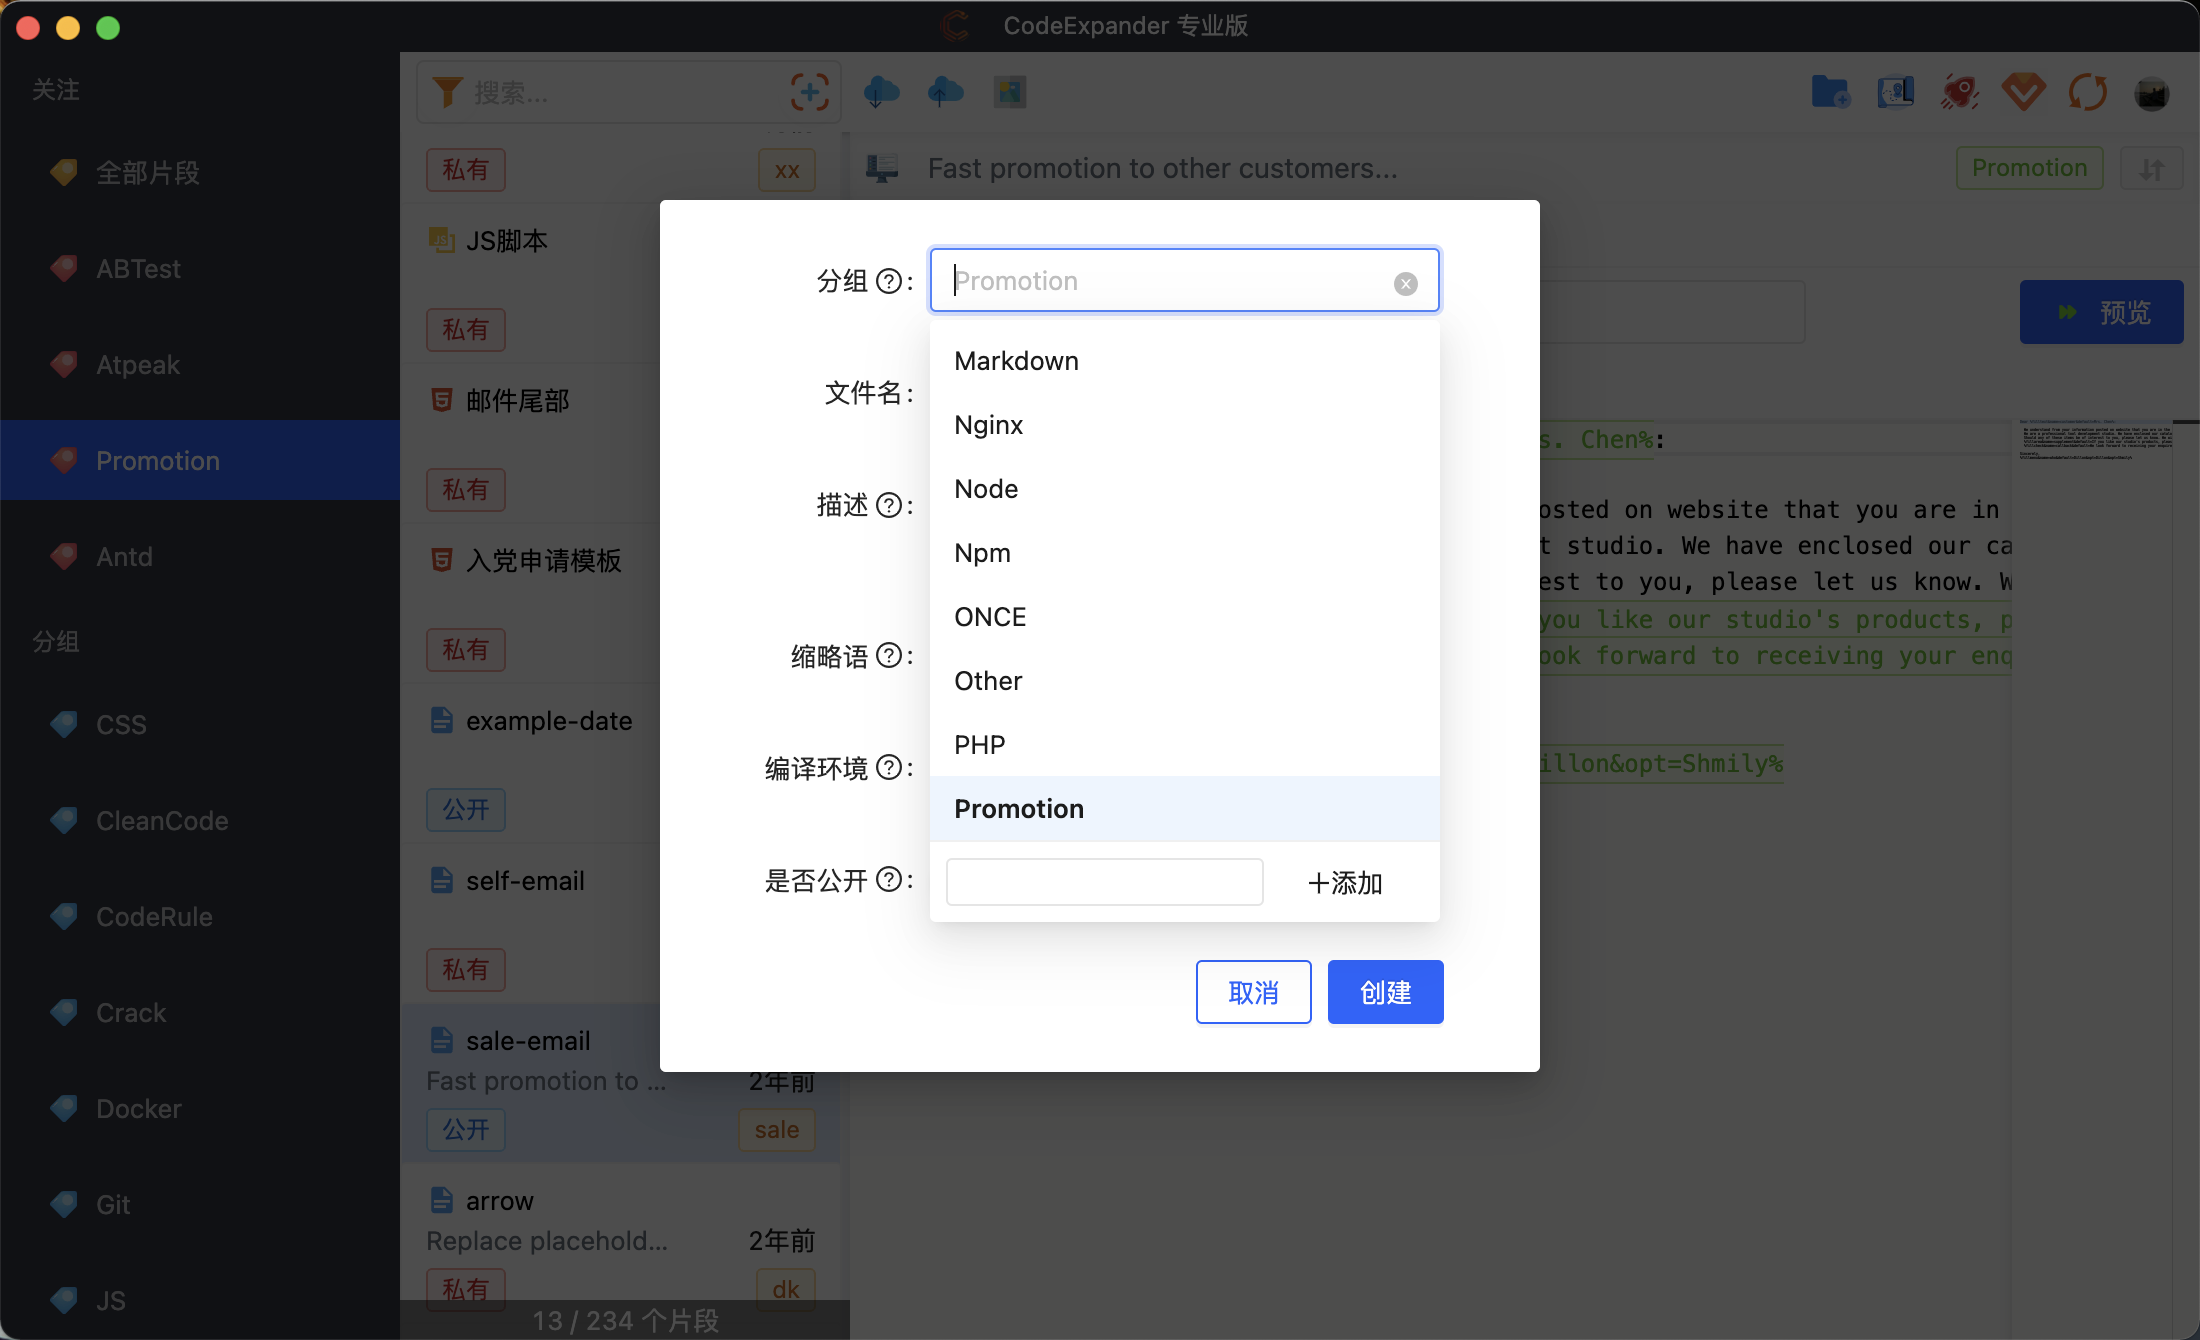 CodeExpander 专业版
关注
全部片段
ABTest
Atpeak
Promotion
Antd
分组
CSS
CleanCode
CodeRule
Crack
Docker
Git
JS
搜索...
私有
xx
JS脚本
私有
邮件尾部
私有
入党申请模板
私有
example-date
公开
self-email
私有
sale-email
Fast promotion to ...
2年前
公开
sale
arrow
Replace placehold...
2年前
私有
dk
13 / 234 个片段
Fast promotion to other customers...
Promotion
预览
s. Chen%:
osted on website that you are in
t studio. We have enclosed our ca
est to you, please let us know. W
you like our studio's products, p
ook forward to receiving your enq
illon&opt=Shmily%
分组 ? :
Promotion
文件名 :
描述 ? :
缩略语 ? :
编译环境 ? :
是否公开 ? :
Markdown
Nginx
Node
Npm
ONCE
Other
PHP
Promotion
+添加
取消
创建